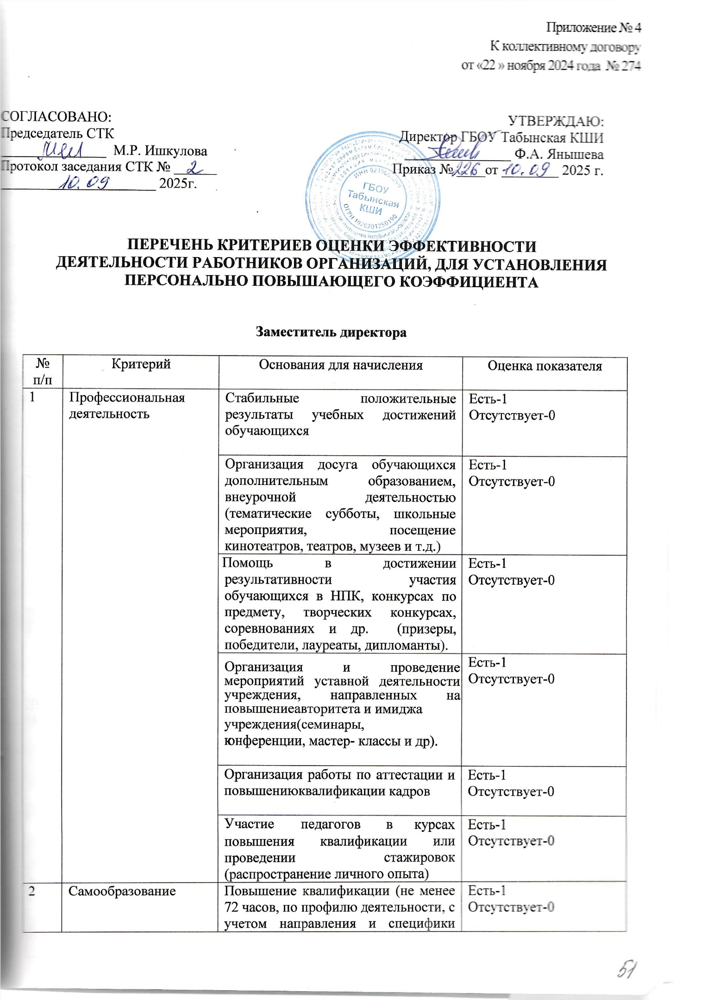 Приложение № 4
К коллективному договору
от «22 » ноября 2024 года № 274
СОГЛАСОВАНО:
Председатель СТК
М.Р. Ишкулова
Протокол заседания СТК № 2
10.09 2025г.
УТВЕРЖДАЮ:
Директор ГБОУ Табынская КШИ
Ф.А. Янышева
Приказ № 226 от 10.09 2025 г.
ГБОУ
Табынская
КШИ
ОГРН 1020201250190
ПЕРЕЧЕНЬ КРИТЕРИЕВ ОЦЕНКИ ЭФФЕКТИВНОСТИ
ДЕЯТЕЛЬНОСТИ РАБОТНИКОВ ОРГАНИЗАЦИЙ, ДЛЯ УСТАНОВЛЕНИЯ
ПЕРСОНАЛЬНО ПОВЫШАЮЩЕГО КОЭФФИЦИЕНТА
Заместитель директора
№
п/п
Критерий
Основания для начисления
Оценка показателя
1
Профессиональная
деятельность
Стабильные положительные
результаты учебных достижений
обучающихся
Есть-1
Отсутствует-0
Организация досуга обучающихся
дополнительным образованием,
внеурочной деятельностью
(тематические субботы, школьные
мероприятия, посещение
кинотеатров, театров, музеев и т.д.)
Есть-1
Отсутствует-0
Помощь в достижении
результативности участия
обучающихся в НПК, конкурсах по
предмету, творческих конкурсах,
соревнованиях и др. (призеры,
победители, лауреаты, дипломанты).
Есть-1
Отсутствует-0
Организация и проведение
мероприятий уставной деятельности
учреждения, направленных на
повышениеавторитета и имиджа
учреждения(семинары,
юнференции, мастер- классы и др).
Есть-1
Отсутствует-0
Организация работы по аттестации и
повышениюквалификации кадров
Есть-1
Отсутствует-0
Участие педагогов в курсах
повышения квалификации или
проведении стажировок
(распространение личного опыта)
Есть-1
Отсутствует-0
2
Самообразование
Повышение квалификации (не менее
72 часов, по профилю деятельности, с
учетом направления и специфики
Есть-1
Отсутствует-0
51